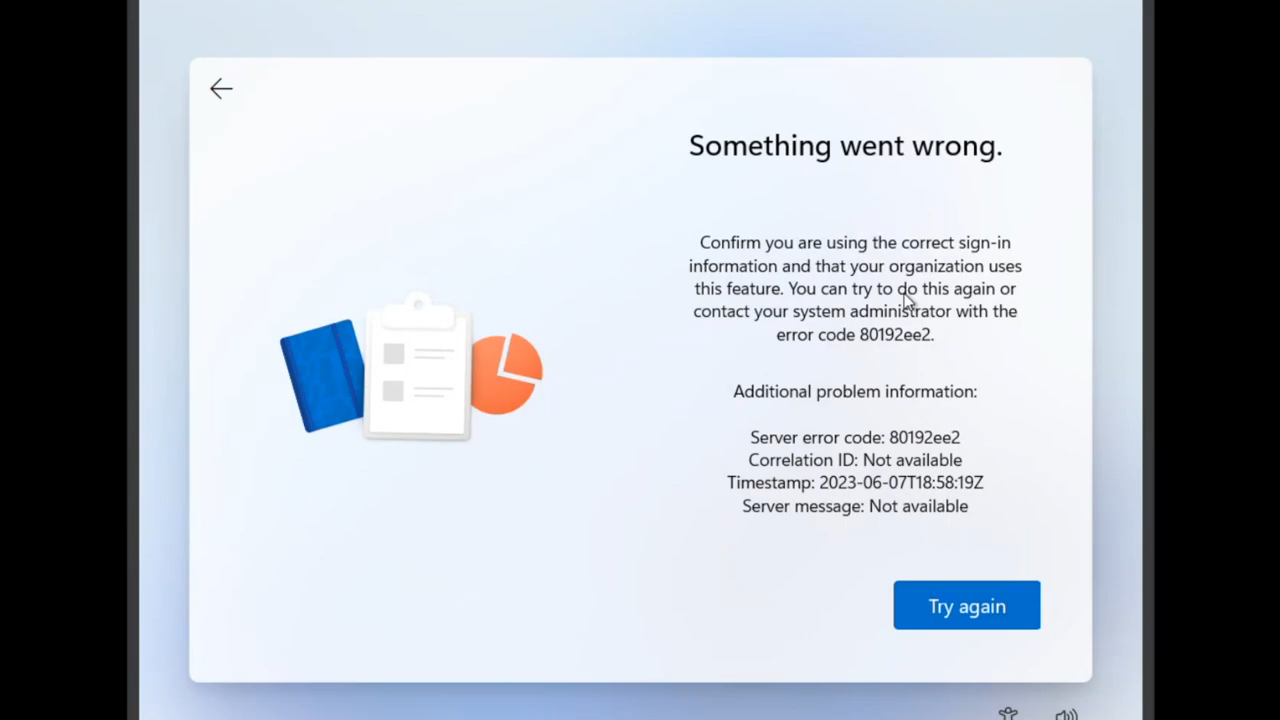 Something went wrong.
Confirm you are using the correct sign-in
information and that your organization uses
this feature. You can try to do this again or
contact your system administrator with the
error code 80192ee2.
Additional problem information:
Server error code: 80192ee2
Correlation ID: Not available
Timestamp: 2023-06-07T18:58:19Z
Server message: Not available
Try again